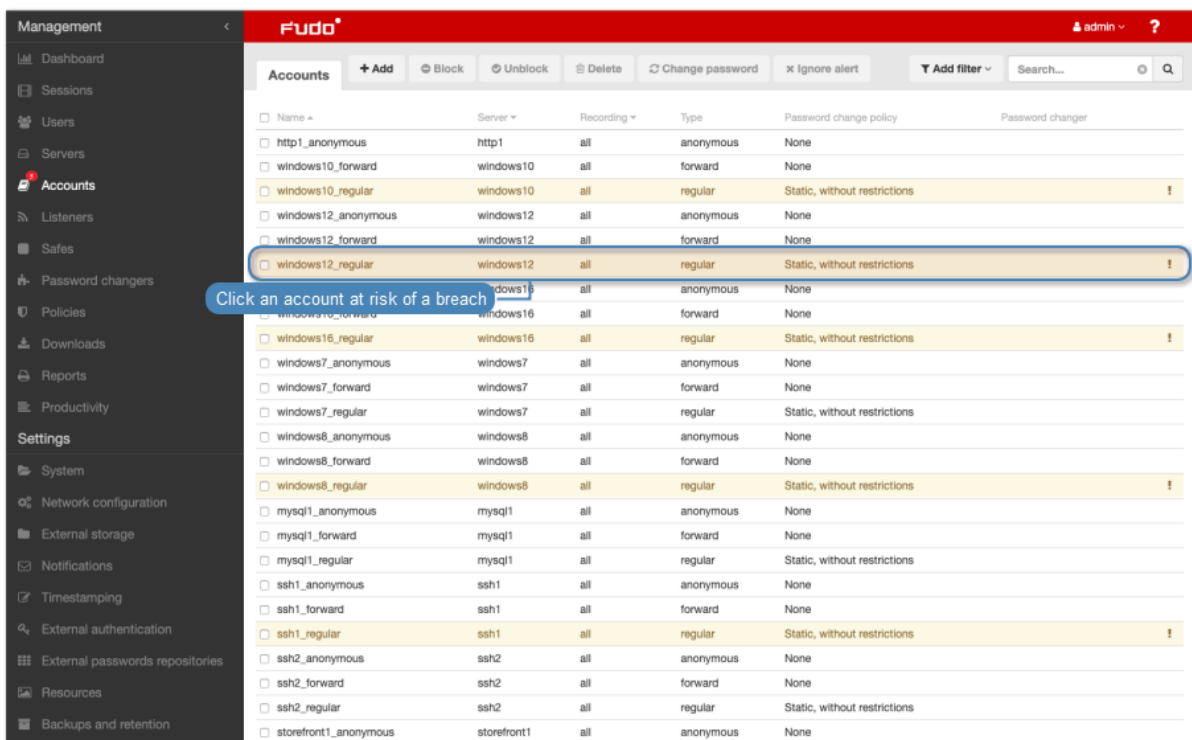 Management
Fudo
admin
?
Dashboard
Sessions
Users
Servers
Accounts
Listeners
Safes
Password changers
Policies
Downloads
Reports
Productivity
Settings
System
Network configuration
External storage
Notifications
Timestamping
External authentication
External passwords repositories
Resources
Backups and retention
Accounts + Add Block Unblock Delete Change password Ignore alert Add filter Search...
Name Server Recording Type Password change policy Password changer
http1_anonymous http1 all anonymous None
windows10_forward windows10 all forward None
windows10_regular windows10 all regular Static, without restrictions !
windows12_anonymous windows12 all anonymous None
windows12_forward windows12 all forward None
windows12_regular windows12 all regular Static, without restrictions !
Click an account at risk of a breach
windows16 all anonymous None
windows16_forward windows16 all forward None
windows16_regular windows16 all regular Static, without restrictions !
windows7_anonymous windows7 all anonymous None
windows7_forward windows7 all forward None
windows7_regular windows7 all regular Static, without restrictions
windows8_anonymous windows8 all anonymous None
windows8_forward windows8 all forward None
windows8_regular windows8 all regular Static, without restrictions !
mysql1_anonymous mysql1 all anonymous None
mysql1_forward mysql1 all forward None
mysql1_regular mysql1 all regular Static, without restrictions
ssh1_anonymous ssh1 all anonymous None
ssh1_forward ssh1 all forward None
ssh1_regular ssh1 all regular Static, without restrictions !
ssh2_anonymous ssh2 all anonymous None
ssh2_forward ssh2 all forward None
ssh2_regular ssh2 all regular Static, without restrictions
storefront1_anonymous storefront1 all anonymous None